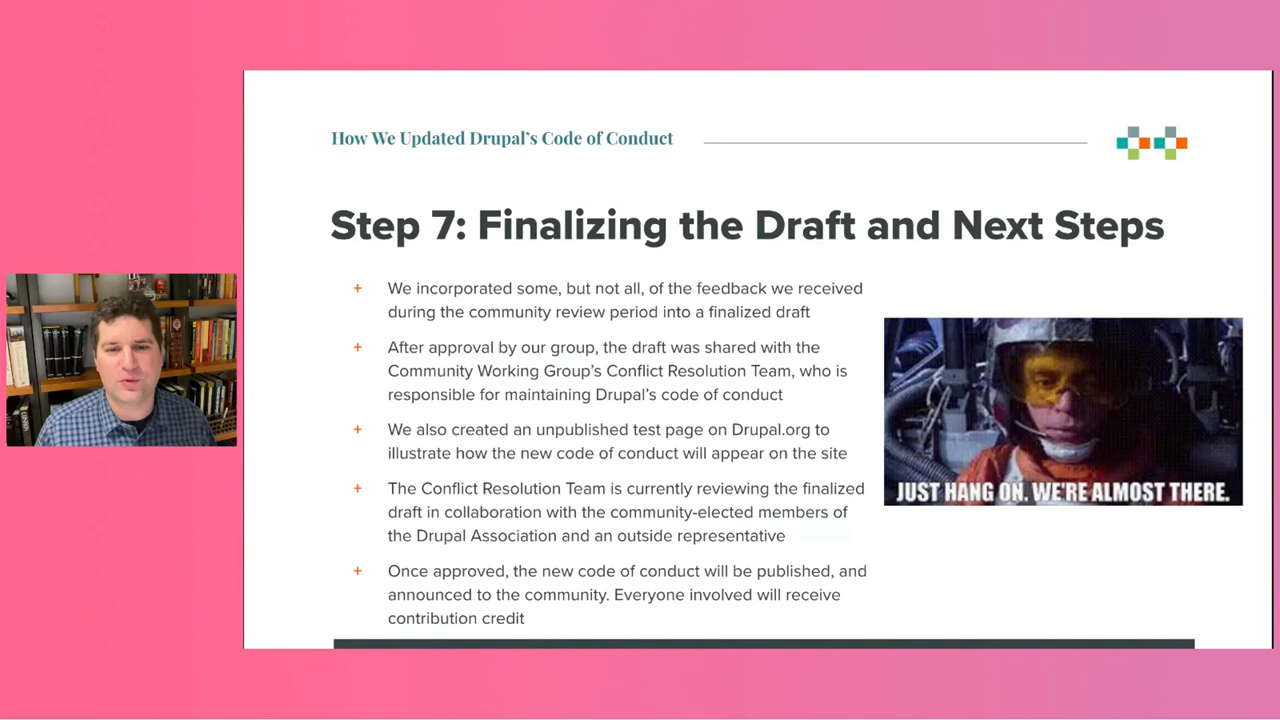 How We Updated Drupal's Code of Conduct
Step 7: Finalizing the Draft and Next Steps
+ We incorporated some, but not all, of the feedback we received
during the community review period into a finalized draft
+ After approval by our group, the draft was shared with the
Community Working Group's Conflict Resolution Team, who is
responsible for maintaining Drupal's code of conduct
+ We also created an unpublished test page on Drupal.org to
illustrate how the new code of conduct will appear on the site
+ The Conflict Resolution Team is currently reviewing the finalized
draft in collaboration with the community-elected members of
the Drupal Association and an outside representative
+ Once approved, the new code of conduct will be published, and
announced to the community. Everyone involved will receive
contribution credit
JUST HANG ON. WE'RE ALMOST THERE.